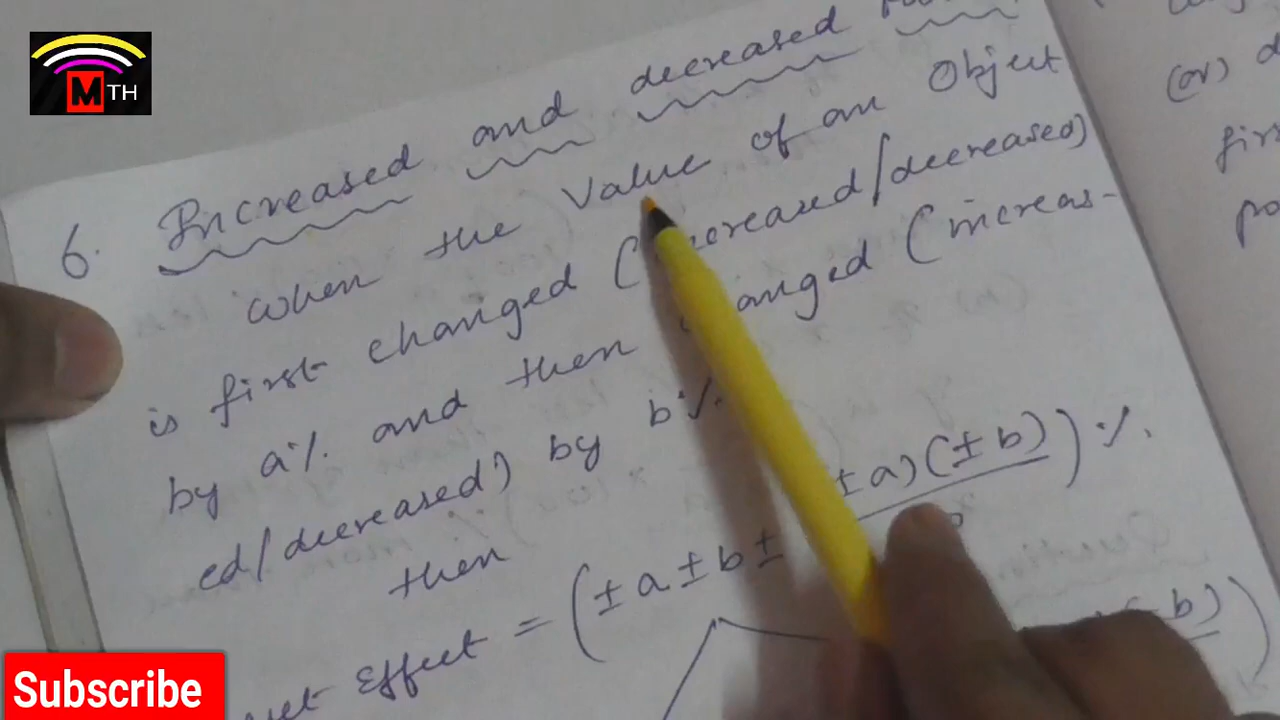 MTH
6. Increased and decreased
when the value of an Object
is first changed (increased/decreased)
by a% and then changed (increas-
ed/decreased) by b%
then
Effect = (± a ± b ± ±a)(± b) ) %.
b)
(or)
Subscribe